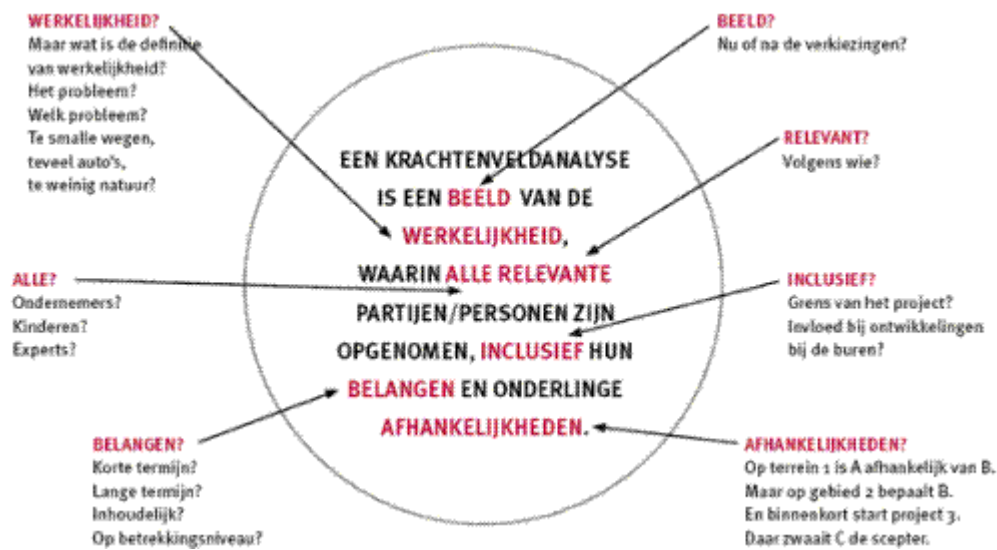 WERKELIJKHEID?
Maar wat is de definitie
van werkelijkheid?
Het probleem?
Welk probleem?
Te smalle wegen,
teveel auto's,
te weinig natuur?
BEELD?
Nu of na de verkiezingen?
RELEVANT?
Volgens wie?
EEN KRACHTENVELDANALYSE
IS EEN BEELD VAN DE
WERKELIJKHEID,
WAARIN ALLE RELEVANTE
PARTIJEN/PERSONEN ZIJN
OPGENOMEN, INCLUSIEF HUN
BELANGEN EN ONDERLINGE
AFHANKELIJKHEDEN.
ALLE?
Ondernemers?
Kinderen?
Experts?
INCLUSIEF?
Grens van het project?
Invloed bij ontwikkelingen
bij de buren?
BELANGEN?
Korte termijn?
Lange termijn?
Inhoudelijk?
Op betrekkingsniveau?
AFHANKELIJKHEDEN?
Op terrein 1 is A afhankelijk van B.
Maar op gebied 2 bepaalt B.
En binnenkort start project 3.
Daar zwaait C de scepter.